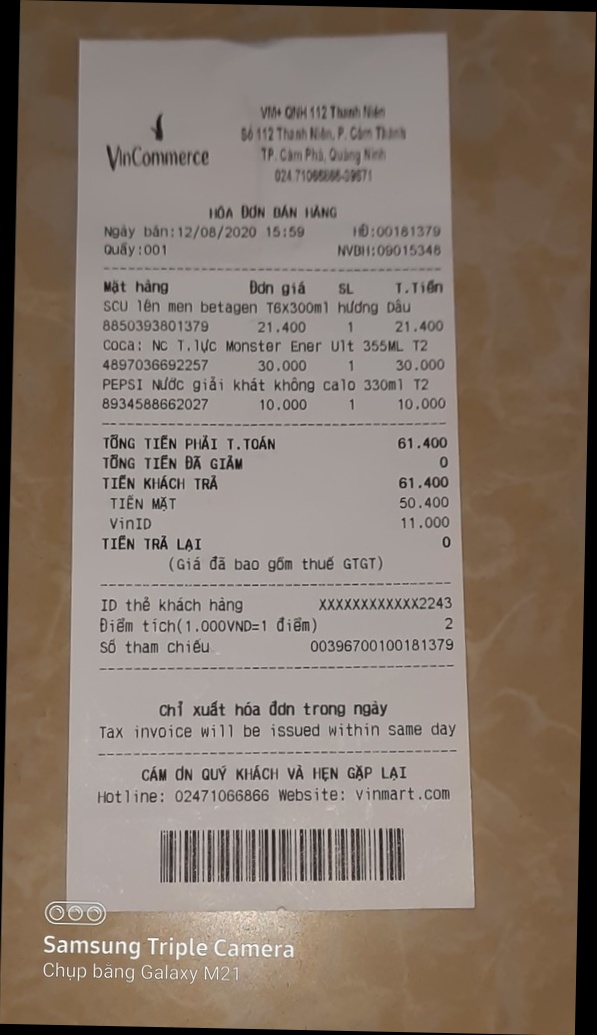 VinCommerce
VM+ QNH 112 Thanh Niên
Số 112 Thanh Niên, P. Cẩm Thành
TP. Cẩm Phả, Quảng Ninh
024.71066866-39671
HÓA ĐƠN BÁN HÀNG
Ngày bán:12/08/2020 15:59 HĐ:00181379
Quầy:001 NVBH:09015348
Mặt hàng Đơn giá SL T.Tiền
SCU lên men betagen T6X300ml hương Dâu
8850393801379 21.400 1 21.400
Coca: NC T.lực Monster Ener Ult 355ML T2
4897036692257 30.000 1 30.000
PEPSI Nước giải khát không calo 330ml T2
8934588662027 10.000 1 10.000
TỔNG TIỀN PHẢI T.TOÁN 61.400
TỔNG TIỀN ĐÃ GIẢM 0
TIỀN KHÁCH TRẢ 61.400
TIỀN MẶT 50.400
VinID 11.000
TIỀN TRẢ LẠI 0
(Giá đã bao gồm thuế GTGT)
ID thẻ khách hàng XXXXXXXXXXXX2243
Điểm tích(1.000VND=1 điểm) 2
Số tham chiếu 00396700100181379
Chỉ xuất hóa đơn trong ngày
Tax invoice will be issued within same day
CẢM ƠN QUÝ KHÁCH VÀ HẸN GẶP LẠI
Hotline: 02471066866 Website: vinmart.com
Samsung Triple Camera
Chụp bằng Galaxy M21